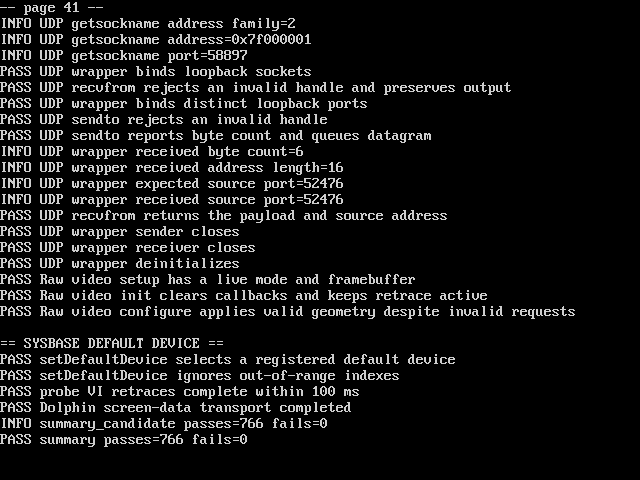 -- page 41 --
INFO UDP getsockname address family=2
INFO UDP getsockname address=0x7f000001
INFO UDP getsockname port=58897
PASS UDP wrapper binds loopback sockets
PASS UDP recvfrom rejects an invalid handle and preserves output
PASS UDP wrapper binds distinct loopback ports
PASS UDP sendto rejects an invalid handle
PASS UDP sendto reports byte count and queues datagram
INFO UDP wrapper received byte count=6
INFO UDP wrapper received address length=16
INFO UDP wrapper expected source port=52476
INFO UDP wrapper received source port=52476
PASS UDP recvfrom returns the payload and source address
PASS UDP wrapper sender closes
PASS UDP wrapper receiver closes
PASS UDP wrapper deinitializes
PASS Raw video setup has a live mode and framebuffer
PASS Raw video init clears callbacks and keeps retrace active
PASS Raw video configure applies valid geometry despite invalid requests

== SYSBASE DEFAULT DEVICE ==
PASS setDefaultDevice selects a registered default device
PASS setDefaultDevice ignores out-of-range indexes
PASS probe VI retraces complete within 100 ms
PASS Dolphin screen-data transport completed
INFO summary_candidate passes=766 fails=0
PASS summary passes=766 fails=0